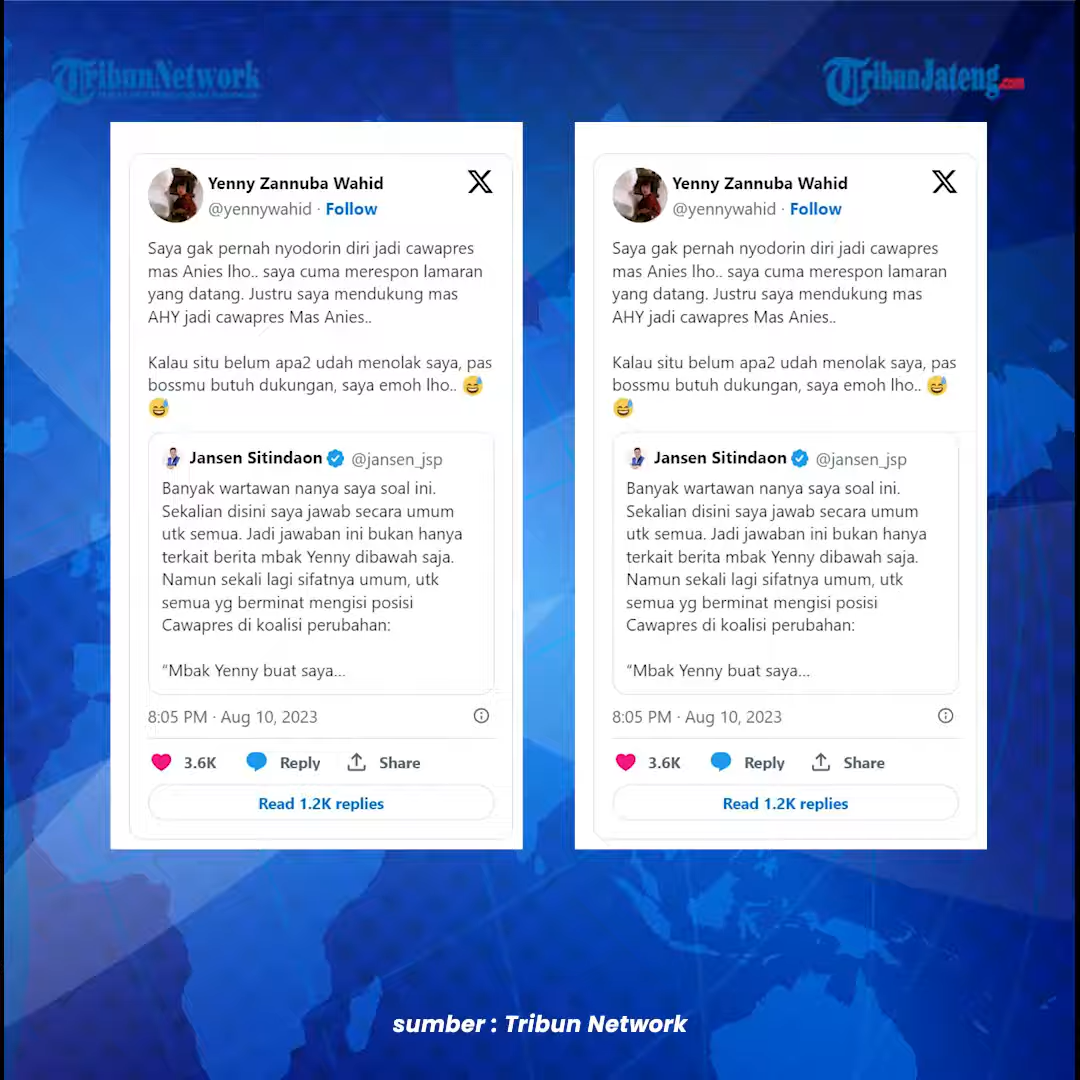 TribunNetwork
TribunJateng.com
Yenny Zannuba Wahid
@yennywahid · Follow
Saya gak pernah nyodorin diri jadi cawapres
mas Anies lho.. saya cuma merespon lamaran
yang datang. Justru saya mendukung mas
AHY jadi cawapres Mas Anies..
Kalau situ belum apa2 udah menolak saya, pas
bossmu butuh dukungan, saya emoh lho.. 😅
😅
Jansen Sitindaon @jansen_jsp
Banyak wartawan nanya saya soal ini.
Sekalian disini saya jawab secara umum
utk semua. Jadi jawaban ini bukan hanya
terkait berita mbak Yenny dibawah saja.
Namun sekali lagi sifatnya umum, utk
semua yg berminat mengisi posisi
Cawapres di koalisi perubahan:
“Mbak Yenny buat saya...
8:05 PM · Aug 10, 2023
3.6K Reply Share
Read 1.2K replies
Yenny Zannuba Wahid
@yennywahid · Follow
Saya gak pernah nyodorin diri jadi cawapres
mas Anies lho.. saya cuma merespon lamaran
yang datang. Justru saya mendukung mas
AHY jadi cawapres Mas Anies..
Kalau situ belum apa2 udah menolak saya, pas
bossmu butuh dukungan, saya emoh lho.. 😅
😅
Jansen Sitindaon @jansen_jsp
Banyak wartawan nanya saya soal ini.
Sekalian disini saya jawab secara umum
utk semua. Jadi jawaban ini bukan hanya
terkait berita mbak Yenny dibawah saja.
Namun sekali lagi sifatnya umum, utk
semua yg berminat mengisi posisi
Cawapres di koalisi perubahan:
“Mbak Yenny buat saya...
8:05 PM · Aug 10, 2023
3.6K Reply Share
Read 1.2K replies
sumber : Tribun Network